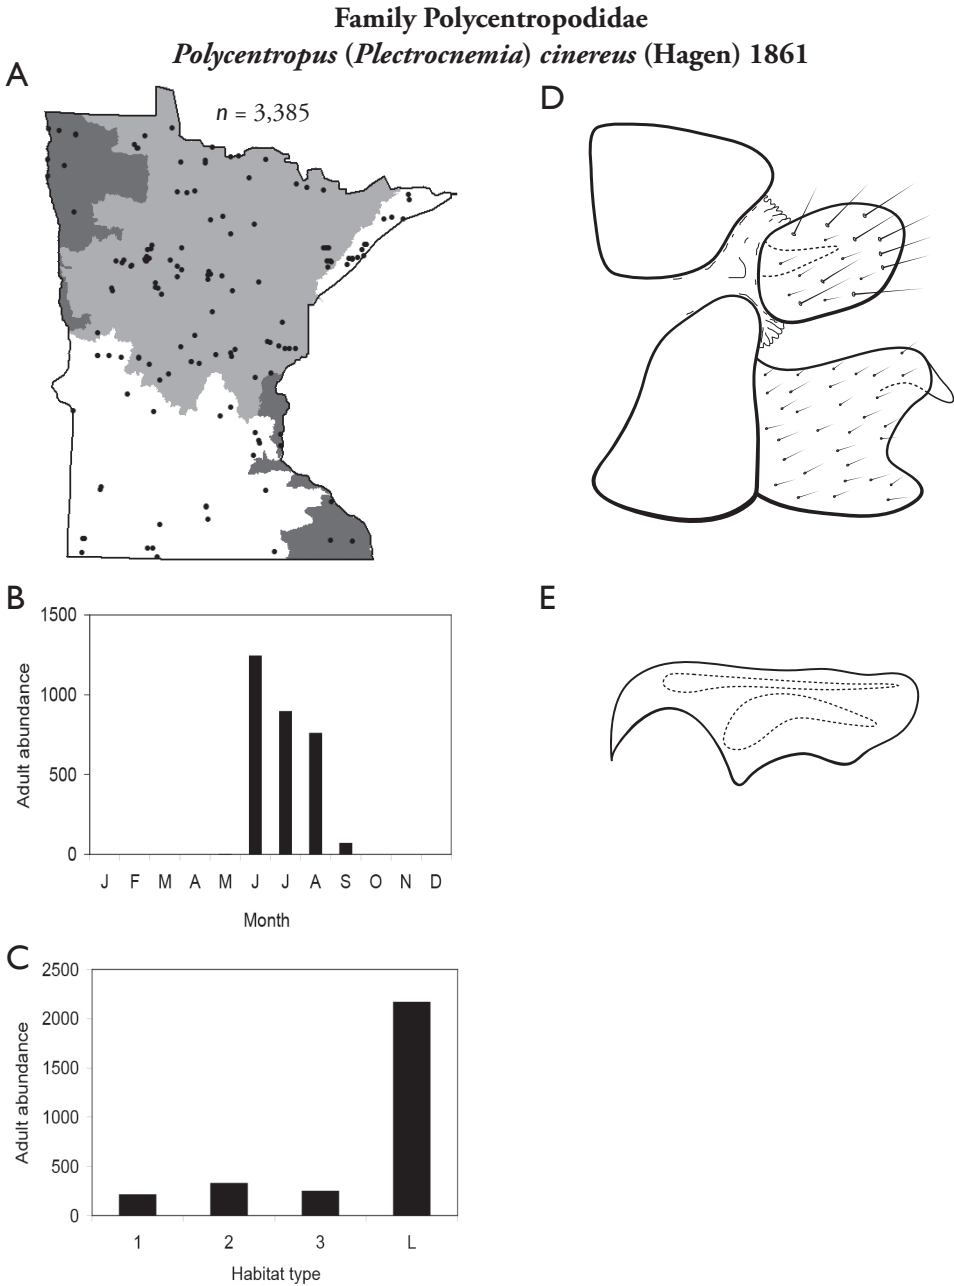 Family Polycentropodidae
Polycentropus (Plectrocnemia) cinereus (Hagen) 1861
A
n = 3,385
D
B
1500
1000
500
0
Adult abundance
J F M A M J J A S O N D
Month
E
C
2500
2000
1500
1000
500
0
Adult abundance
1 2 3 L
Habitat type